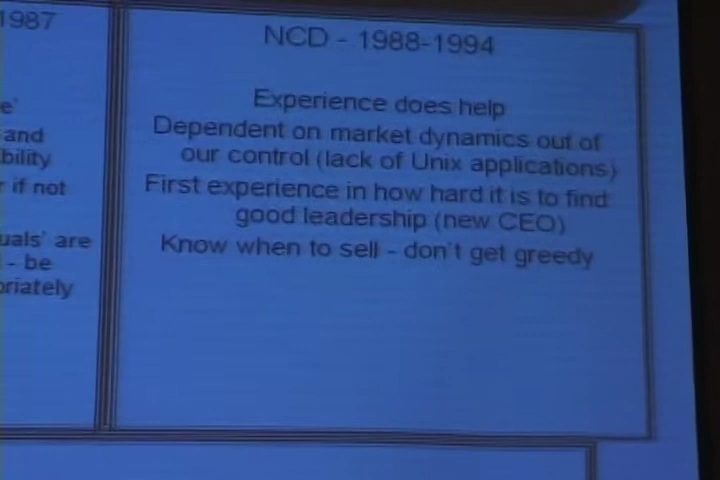 1987
NCD - 1988-1994
e'
and
bility
r if not
uals' are
- be
priately
Experience does help
Dependent on market dynamics out of
our control (lack of Unix applications)
First experience in how hard it is to find
good leadership (new CEO)
Know when to sell - don't get greedy